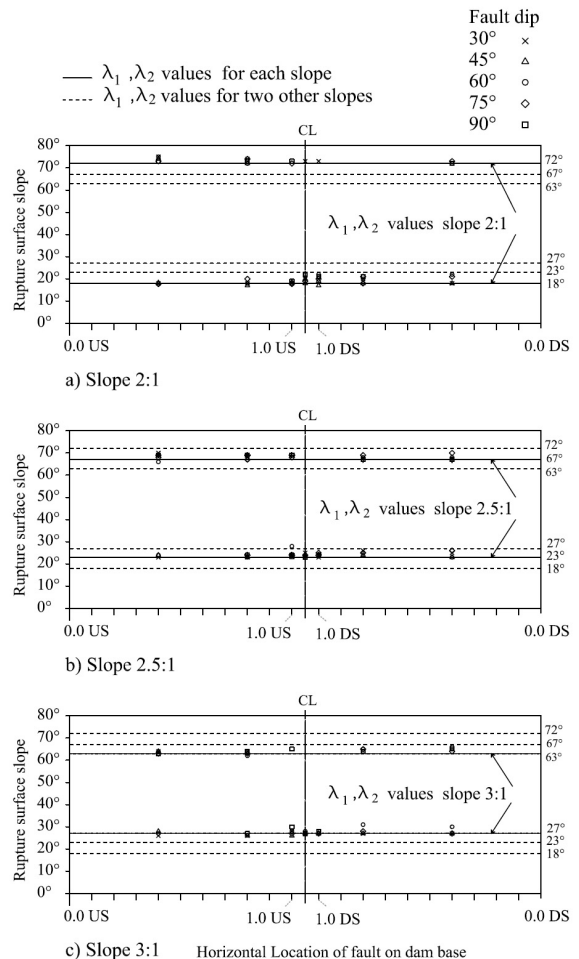 Fault dip
30° ×
45° △
60° ○
75° ◇
90° □
λ1 ,λ2 values for each slope
λ1 ,λ2 values for two other slopes
CL
Rupture surface slope
80°
70°
60°
50°
40°
30°
20°
10°
0°
72°
67°
63°
λ1 ,λ2 values slope 2:1
27°
23°
18°
0.0 US
1.0 US
1.0 DS
0.0 DS
a) Slope 2:1
CL
Rupture surface slope
80°
70°
60°
50°
40°
30°
20°
10°
0°
72°
67°
63°
λ1 ,λ2 values slope 2.5:1
27°
23°
18°
0.0 US
1.0 US
1.0 DS
0.0 DS
b) Slope 2.5:1
CL
Rupture surface slope
80°
70°
60°
50°
40°
30°
20°
10°
0°
72°
67°
63°
λ1 ,λ2 values slope 3:1
27°
23°
18°
0.0 US
1.0 US
1.0 DS
0.0 DS
c) Slope 3:1
Horizontal Location of fault on dam base